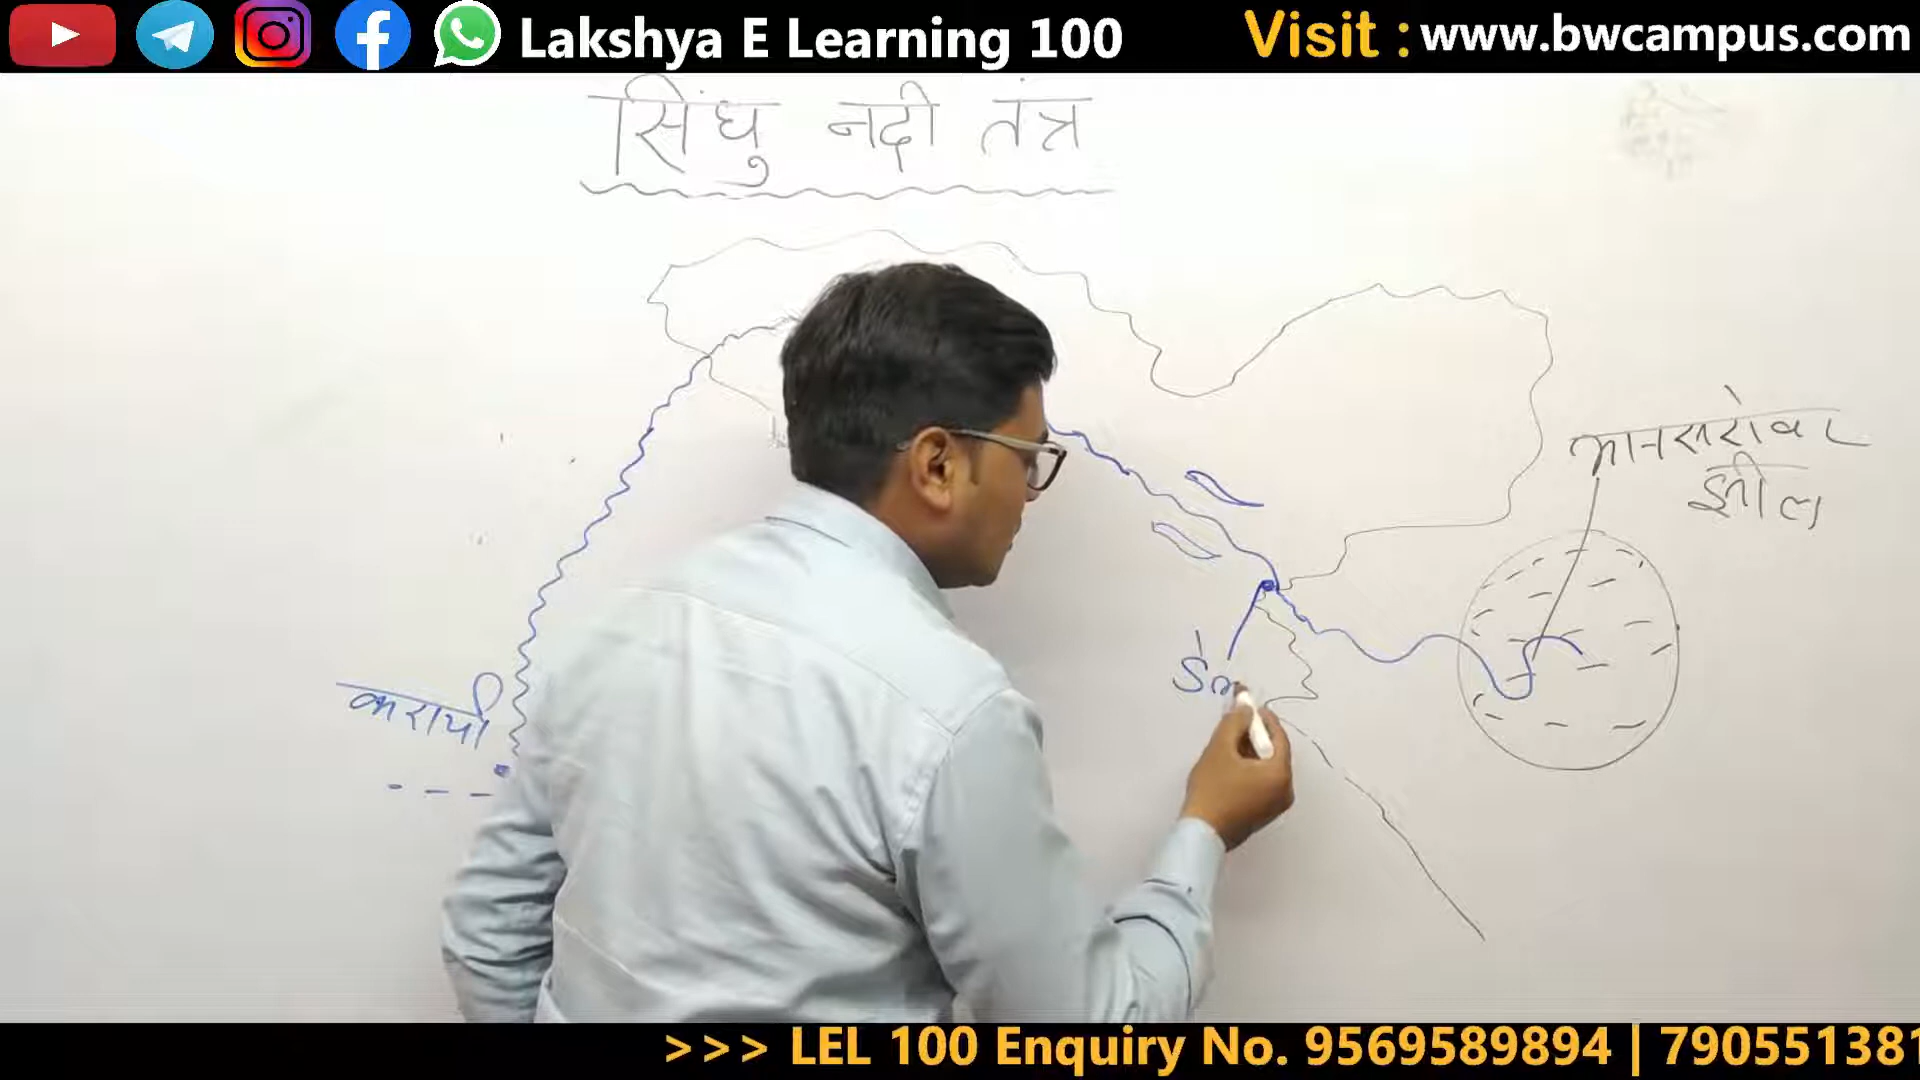 Lakshya E Learning 100
Visit : www.bwcampus.com
सिंधु नदी तंत्र
मानसरोवर
झील
कराची
>>> LEL 100 Enquiry No. 9569589894 | 790551381